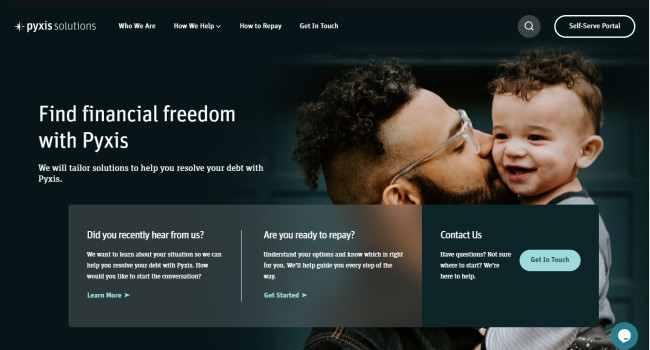 pyxis solutions
Who We Are
How We Help
How to Repay
Get In Touch
Self-Serve Portal
Find financial freedom
with Pyxis
We will tailor solutions to help you resolve your debt with
Pyxis.
Did you recently hear from us?
We want to learn about your situation so we can
help you resolve your debt with Pyxis. How
would you like to start the conversation?
Learn More ➤
Are you ready to repay?
Understand your options and know which is right
for you. We'll help guide you every step of the
way.
Get Started ➤
Contact Us
Have questions? Not sure
where to start? We're
here to help.
Get In Touch